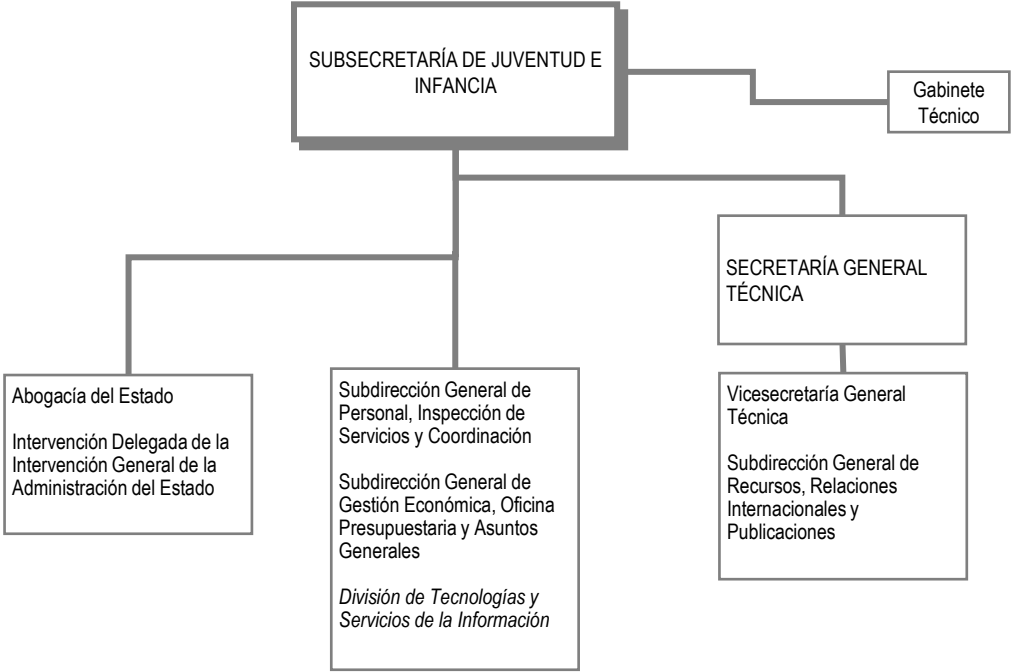 SUBSECRETARÍA DE JUVENTUD E
INFANCIA
Gabinete
Técnico
SECRETARÍA GENERAL
TÉCNICA
Abogacía del Estado
Intervención Delegada de la
Intervención General de la
Administración del Estado
Subdirección General de
Personal, Inspección de
Servicios y Coordinación
Subdirección General de
Gestión Económica, Oficina
Presupuestaria y Asuntos
Generales
División de Tecnologías y
Servicios de la Información
Vicesecretaría General
Técnica
Subdirección General de
Recursos, Relaciones
Internacionales y
Publicaciones